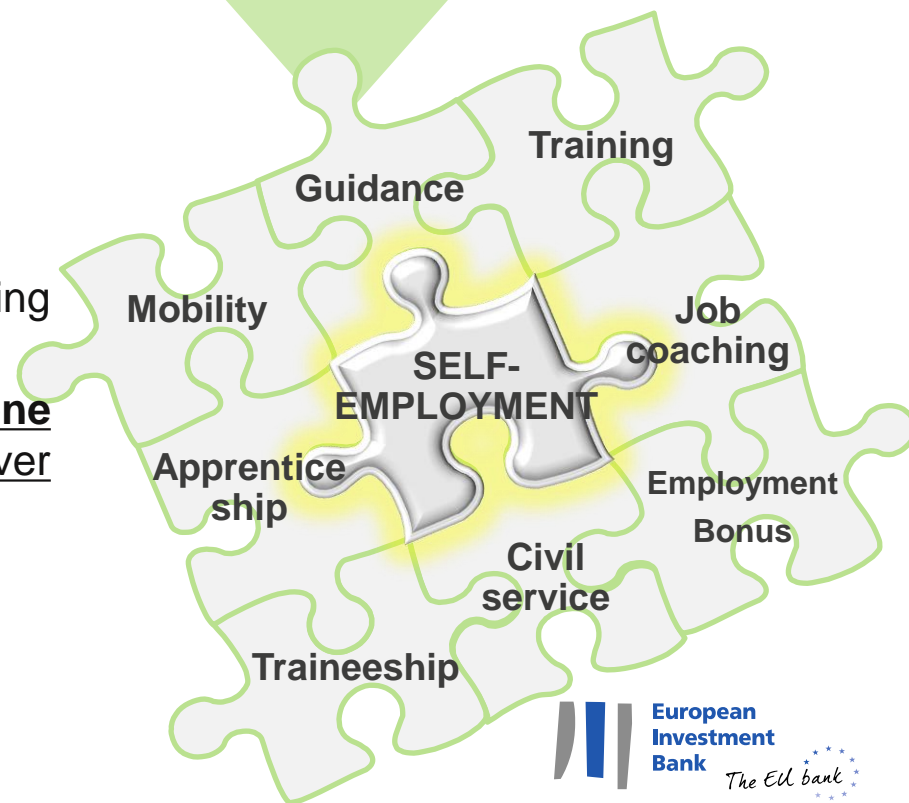 Training
Guidance
ing
Mobility
Job
coaching
SELF-
EMPLOYMENT
ne
ver
Apprentice
ship
Employment
Bonus
Civil
service
Traineeship
European
Investment
Bank
The EU bank